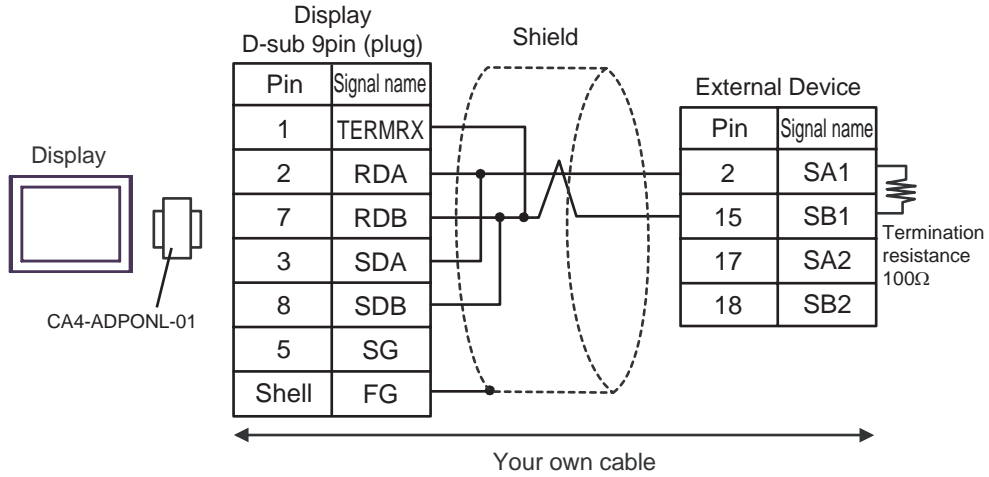 Display
D-sub 9pin (plug)
Shield
External Device
Display
CA4-ADPONL-01
Pin Signal name
1 TERMRX
2 RDA
7 RDB
3 SDA
8 SDB
5 SG
Shell FG
Pin Signal name
2 SA1
15 SB1
17 SA2
18 SB2
Termination
resistance
100Ω
Your own cable